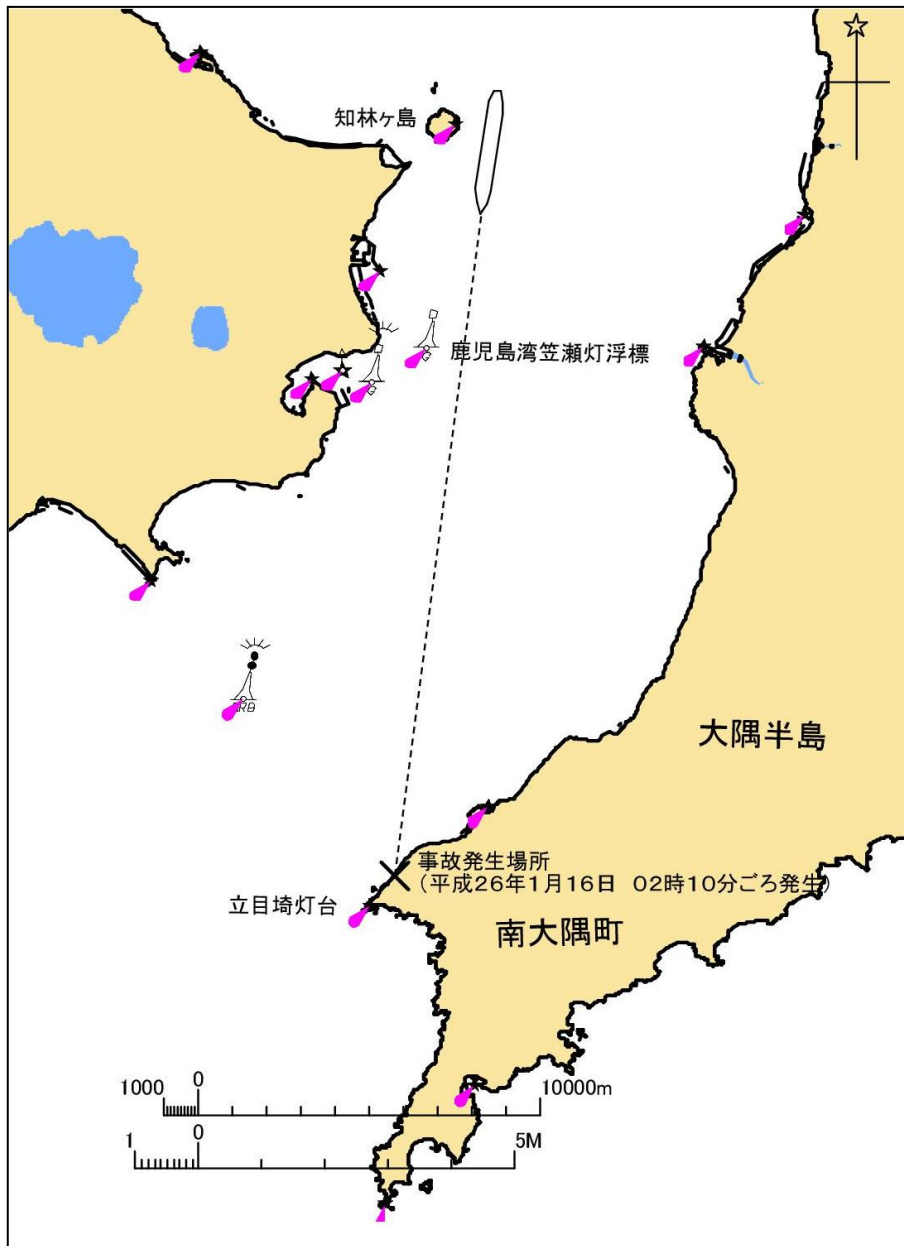 知林ヶ島
鹿児島湾笠瀬灯浮標
大隅半島
事故発生場所
(平成26年1月16日 02時10分ごろ発生)
立目埼灯台
南大隅町
1000 0 10000m
1 0 5M